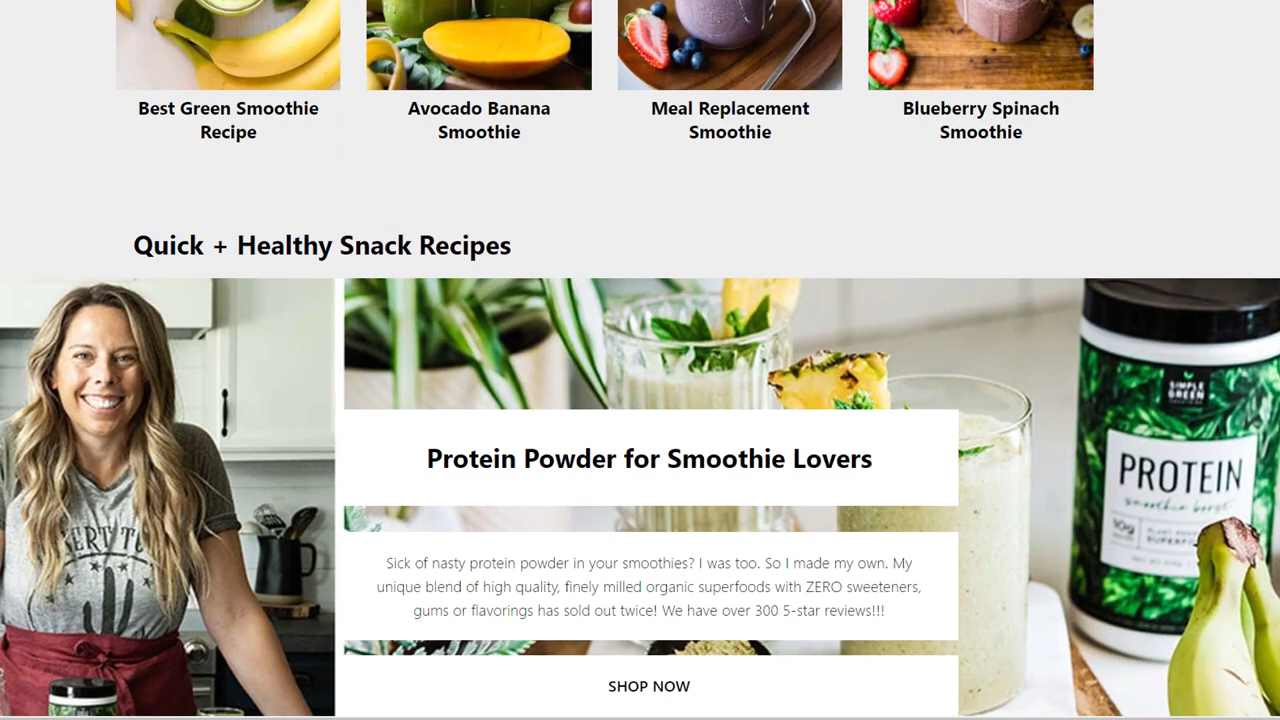 Best Green Smoothie
Recipe
Avocado Banana
Smoothie
Meal Replacement
Smoothie
Blueberry Spinach
Smoothie
Quick + Healthy Snack Recipes
Protein Powder for Smoothie Lovers
Sick of nasty protein powder in your smoothies? I was too. So I made my own. My
unique blend of high quality, finely milled organic superfoods with ZERO sweeteners,
gums or flavorings has sold out twice! We have over 300 5-star reviews!!!
SHOP NOW
SIMPLE
GREEN
PROTEIN
smoothie boost
10g